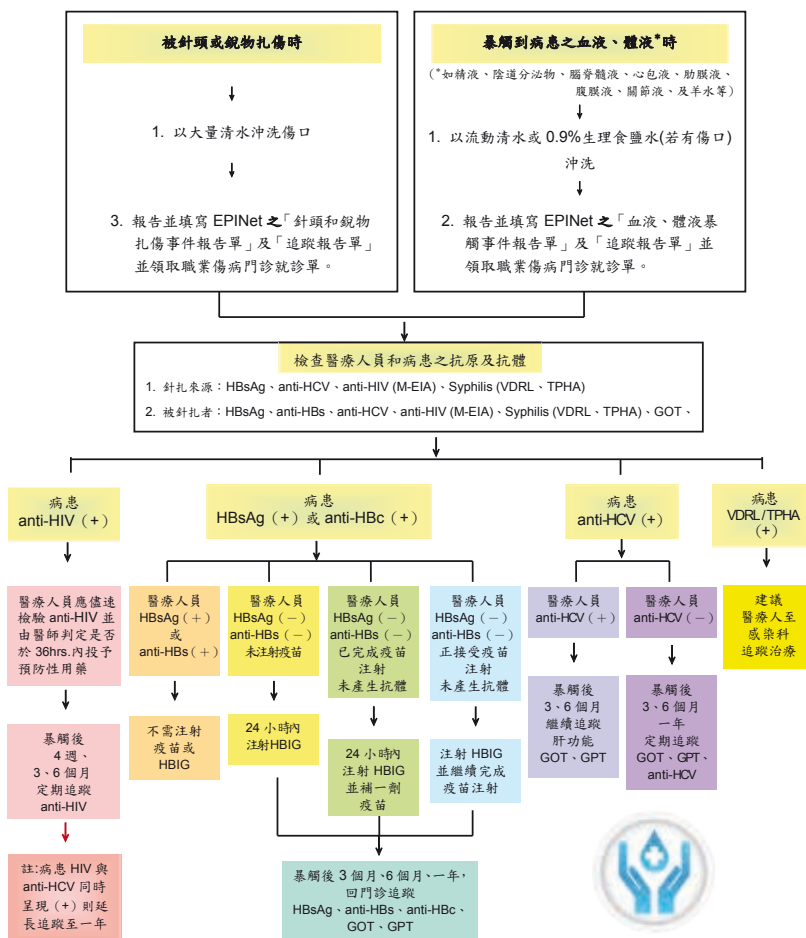 被針頭或銳物扎傷時
1. 以大量清水沖洗傷口
3. 報告並填寫 EPINet 之「針頭和銳物
扎傷事件報告單」及「追蹤報告單」
並領取職業傷病門診就診單。
暴觸到病患之血液、體液*時
（*如精液、陰道分泌物、腦脊髓液、心包液、肋膜液、
腹膜液、關節液、及羊水等）
1. 以流動清水或 0.9%生理食鹽水(若有傷口)
沖洗
2. 報告並填寫 EPINet 之「血液、體液暴
觸事件報告單」及「追蹤報告單」並
領取職業傷病門診就診單。
檢查醫療人員和病患之抗原及抗體
1. 針扎來源：HBsAg、anti-HCV、anti-HIV (M-EIA)、Syphilis (VDRL、TPHA)
2. 被針扎者：HBsAg、anti-HBs、anti-HCV、anti-HIV (M-EIA)、Syphilis (VDRL、TPHA)、GOT、
病患
anti-HIV（+）
醫療人員應儘速
檢驗 anti-HIV 並
由醫師判定是否
於 36hrs.內投予
預防性用藥
暴觸後
4 週、
3、6 個月
定期追蹤
anti-HIV
註:病患 HIV 與
anti-HCV 同時
呈現（+）則延
長追蹤至一年
病患
HBsAg（+）或 anti-HBc（+）
醫療人員
HBsAg（+）
或
anti-HBs（+）
不需注射
疫苗或
HBIG
醫療人員
HBsAg（－）
anti-HBs（－）
未注射疫苗
24 小時內
注射HBIG
醫療人員
HBsAg（－）
anti-HBs（－）
已完成疫苗
注射
未產生抗體
24 小時內
注射 HBIG
並補一劑
疫苗
醫療人員
HBsAg（－）
anti-HBs（－）
正接受疫苗
注射
未產生抗體
注射 HBIG
並繼續完成
疫苗注射
暴觸後 3 個月、6 個月、一年,
回門診追蹤
HBsAg、anti-HBs、anti-HBc、
GOT、GPT
病患
anti-HCV（+）
醫療人員
anti-HCV（+）
暴觸後
3、6 個月
繼續追蹤
肝功能
GOT、GPT
醫療人員
anti-HCV（－）
暴觸後
3、6 個月
一年
定期追蹤
GOT、GPT、
anti-HCV
病患
VDRL/TPHA
（+）
建議
醫療人至
感染科
追蹤治療